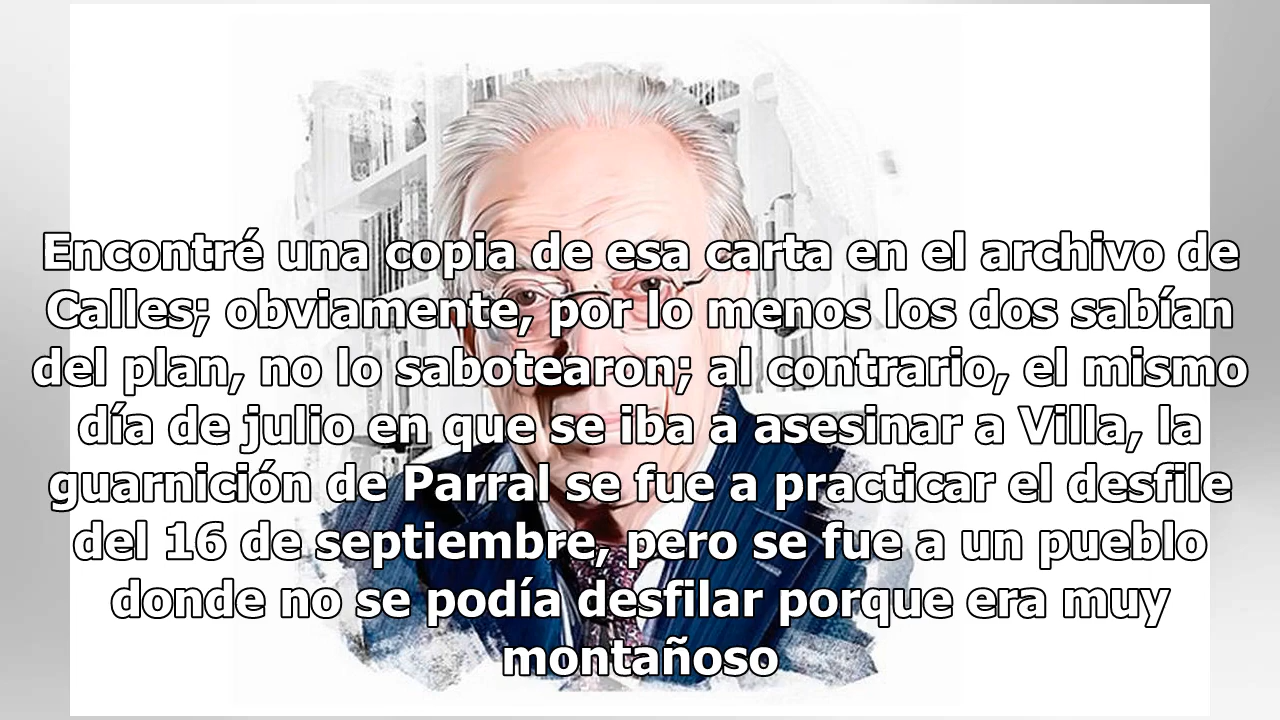 Encontré una copia de esa carta en el archivo de
Calles; obviamente, por lo menos los dos sabían
del plan, no lo sabotearon; al contrario, el mismo
día de julio en que se iba a asesinar a Villa, la
guarnición de Parral se fue a practicar el desfile
del 16 de septiembre, pero se fue a un pueblo
donde no se podía desfilar porque era muy
montañoso